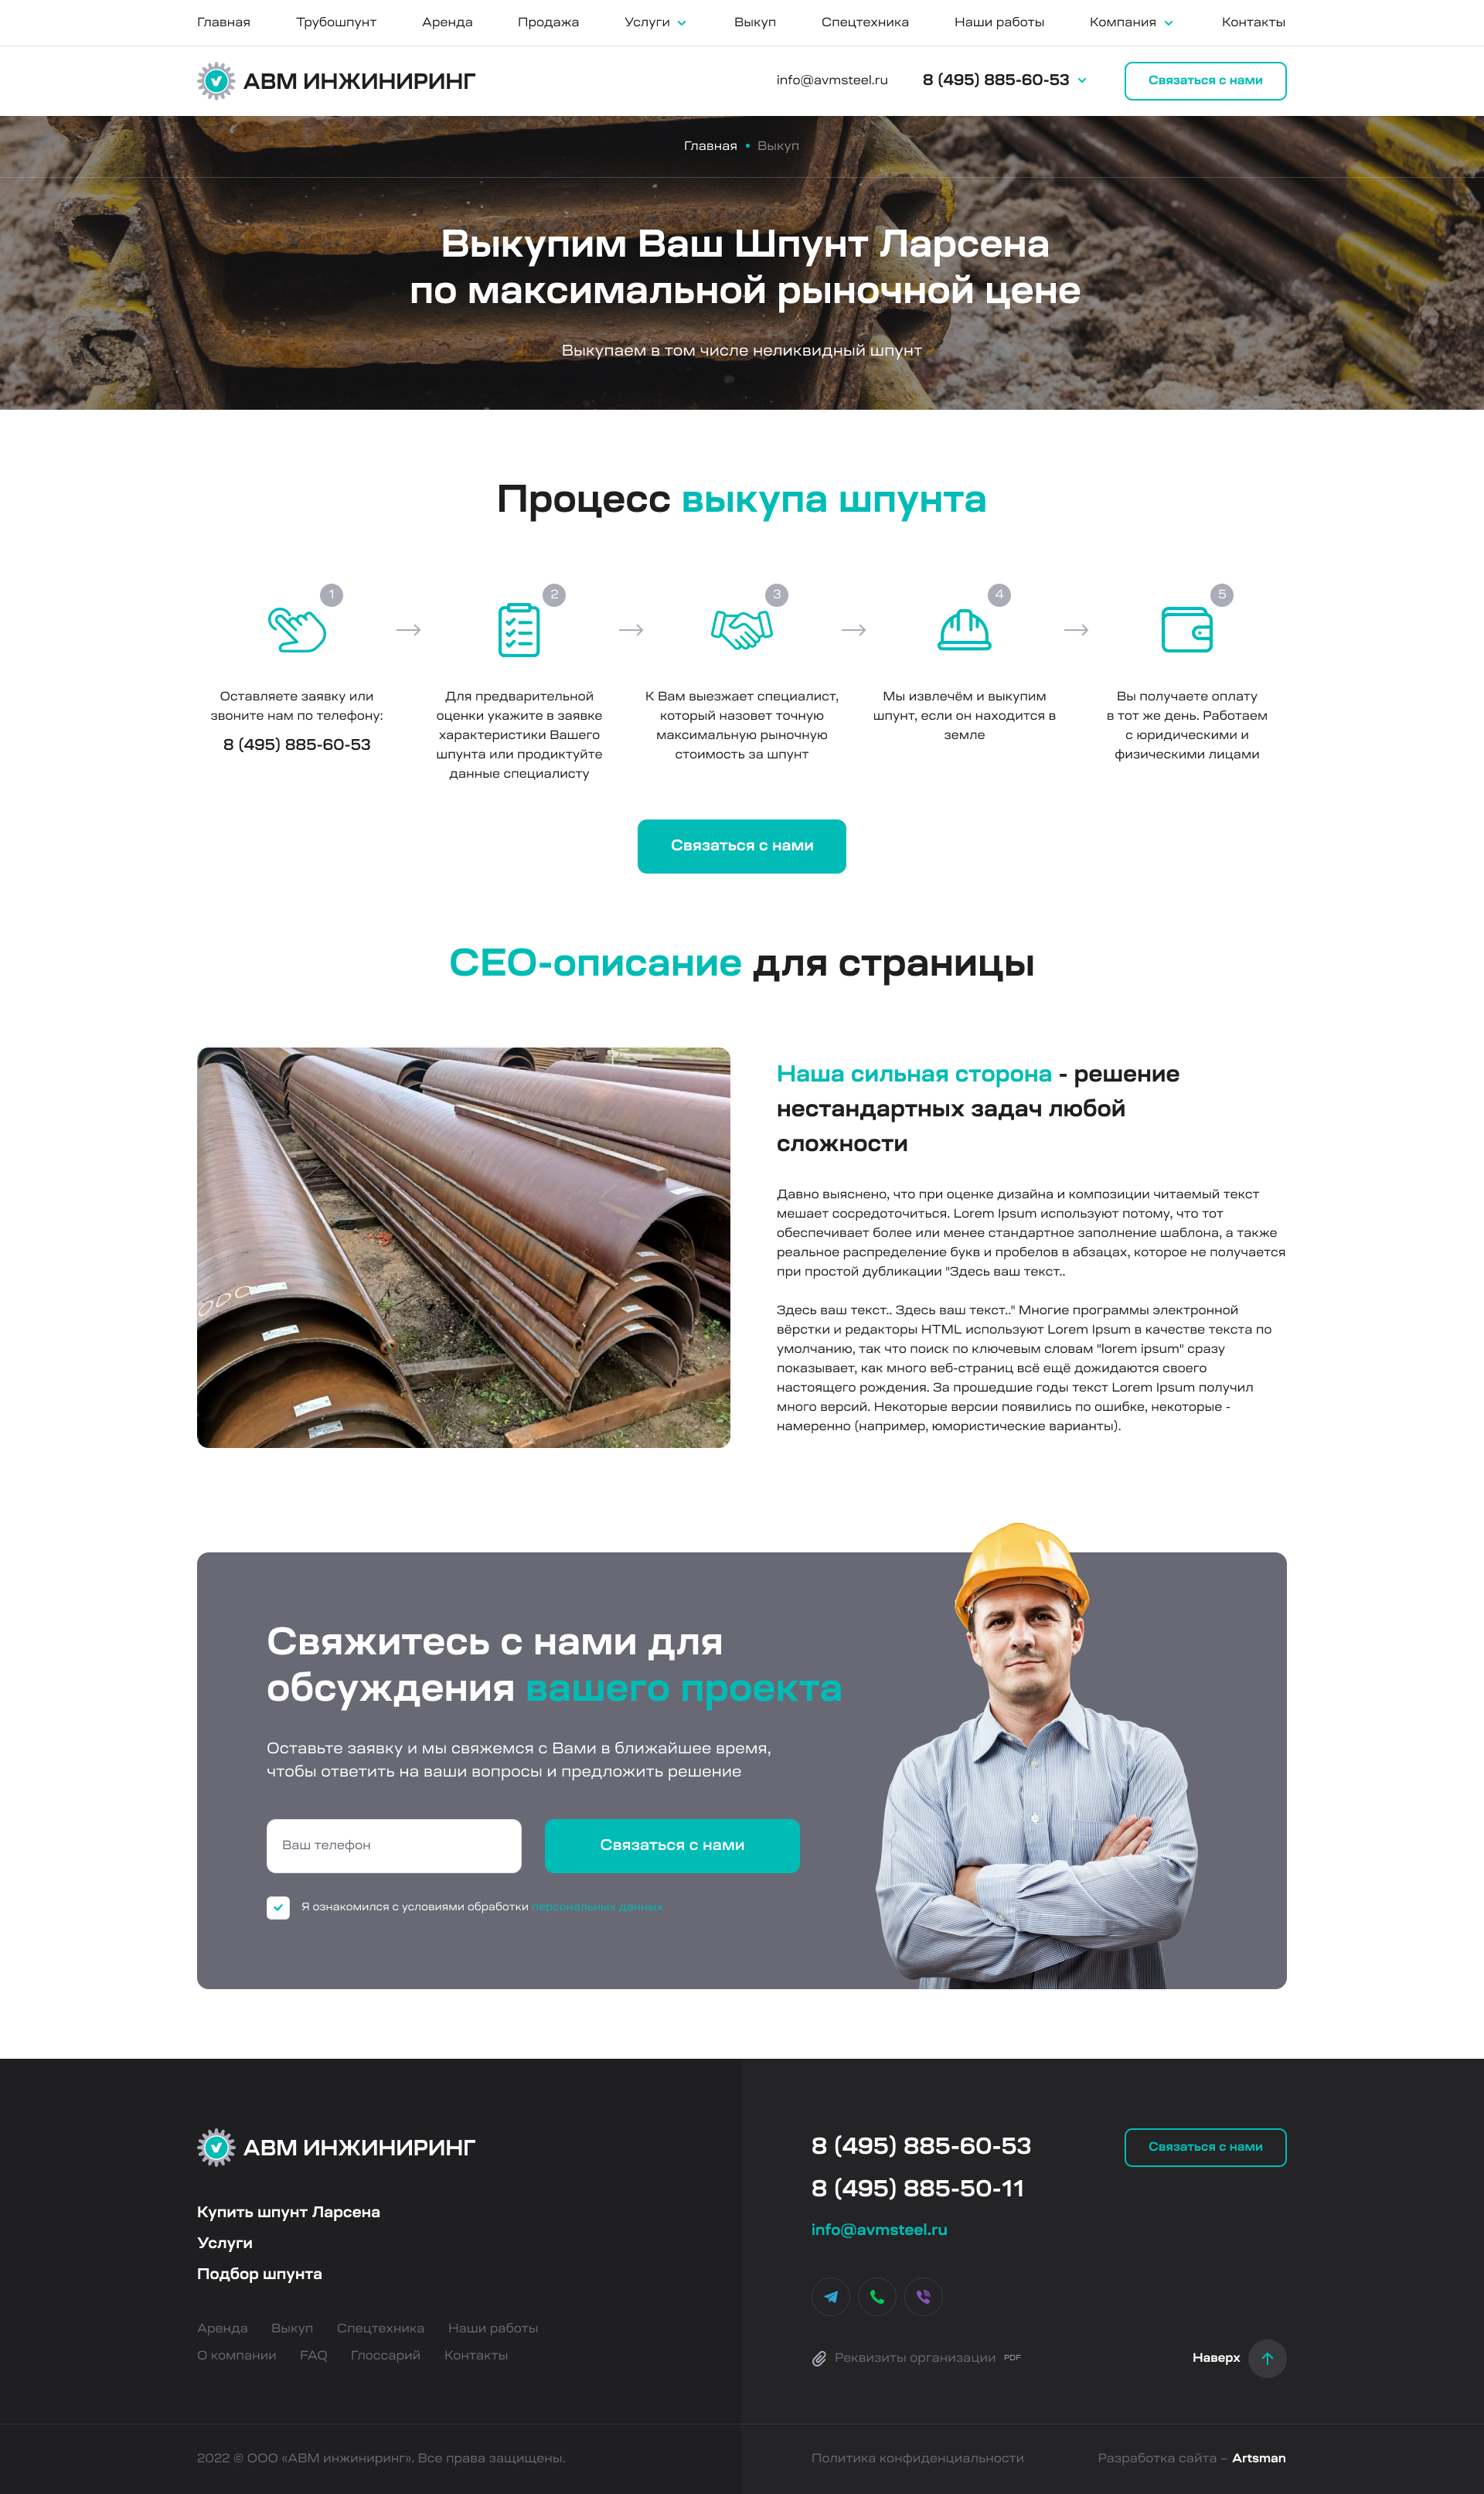 Главная Трубошпунт Аренда Продажа Услуги Выкуп Спецтехника Наши работы Компания Контакты
АВМ ИНЖИНИРИНГ info@avmsteel.ru 8 (495) 885-60-53 Связаться с нами
Главная • Выкуп
Выкупим Ваш Шпунт Ларсена
по максимальной рыночной цене
Выкупаем в том числе неликвидный шпунт
Процесс выкупа шпунта
1
Оставляете заявку или
звоните нам по телефону:
8 (495) 885-60-53
2
Для предварительной
оценки укажите в заявке
характеристики Вашего
шпунта или продиктуйте
данные специалисту
3
К Вам выезжает специалист,
который назовет точную
максимальную рыночную
стоимость за шпунт
4
Мы извлечём и выкупим
шпунт, если он находится в
земле
5
Вы получаете оплату
в тот же день. Работаем
с юридическими и
физическими лицами
Связаться с нами
СЕО-описание для страницы
Наша сильная сторона - решение
нестандартных задач любой
сложности
Давно выяснено, что при оценке дизайна и композиции читаемый текст
мешает сосредоточиться. Lorem Ipsum используют потому, что тот
обеспечивает более или менее стандартное заполнение шаблона, а также
реальное распределение букв и пробелов в абзацах, которое не получается
при простой дубликации "Здесь ваш текст..
Здесь ваш текст.. Здесь ваш текст.." Многие программы электронной
вёрстки и редакторы HTML используют Lorem Ipsum в качестве текста по
умолчанию, так что поиск по ключевым словам "lorem ipsum" сразу
показывает, как много веб-страниц всё ещё дожидаются своего
настоящего рождения. За прошедшие годы текст Lorem Ipsum получил
много версий. Некоторые версии появились по ошибке, некоторые -
намеренно (например, юмористические варианты).
Свяжитесь с нами для
обсуждения вашего проекта
Оставьте заявку и мы свяжемся с Вами в ближайшее время,
чтобы ответить на ваши вопросы и предложить решение
Ваш телефон Связаться с нами
Я ознакомился с условиями обработки персональных данных
АВМ ИНЖИНИРИНГ
Купить шпунт Ларсена
Услуги
Подбор шпунта
Аренда Выкуп Спецтехника Наши работы
О компании FAQ Глоссарий Контакты
8 (495) 885-60-53
8 (495) 885-50-11
info@avmsteel.ru
Связаться с нами
Реквизиты организации PDF
Наверх
2022 © ООО «АВМ инжиниринг». Все права защищены.
Политика конфиденциальности
Разработка сайта – Artsman